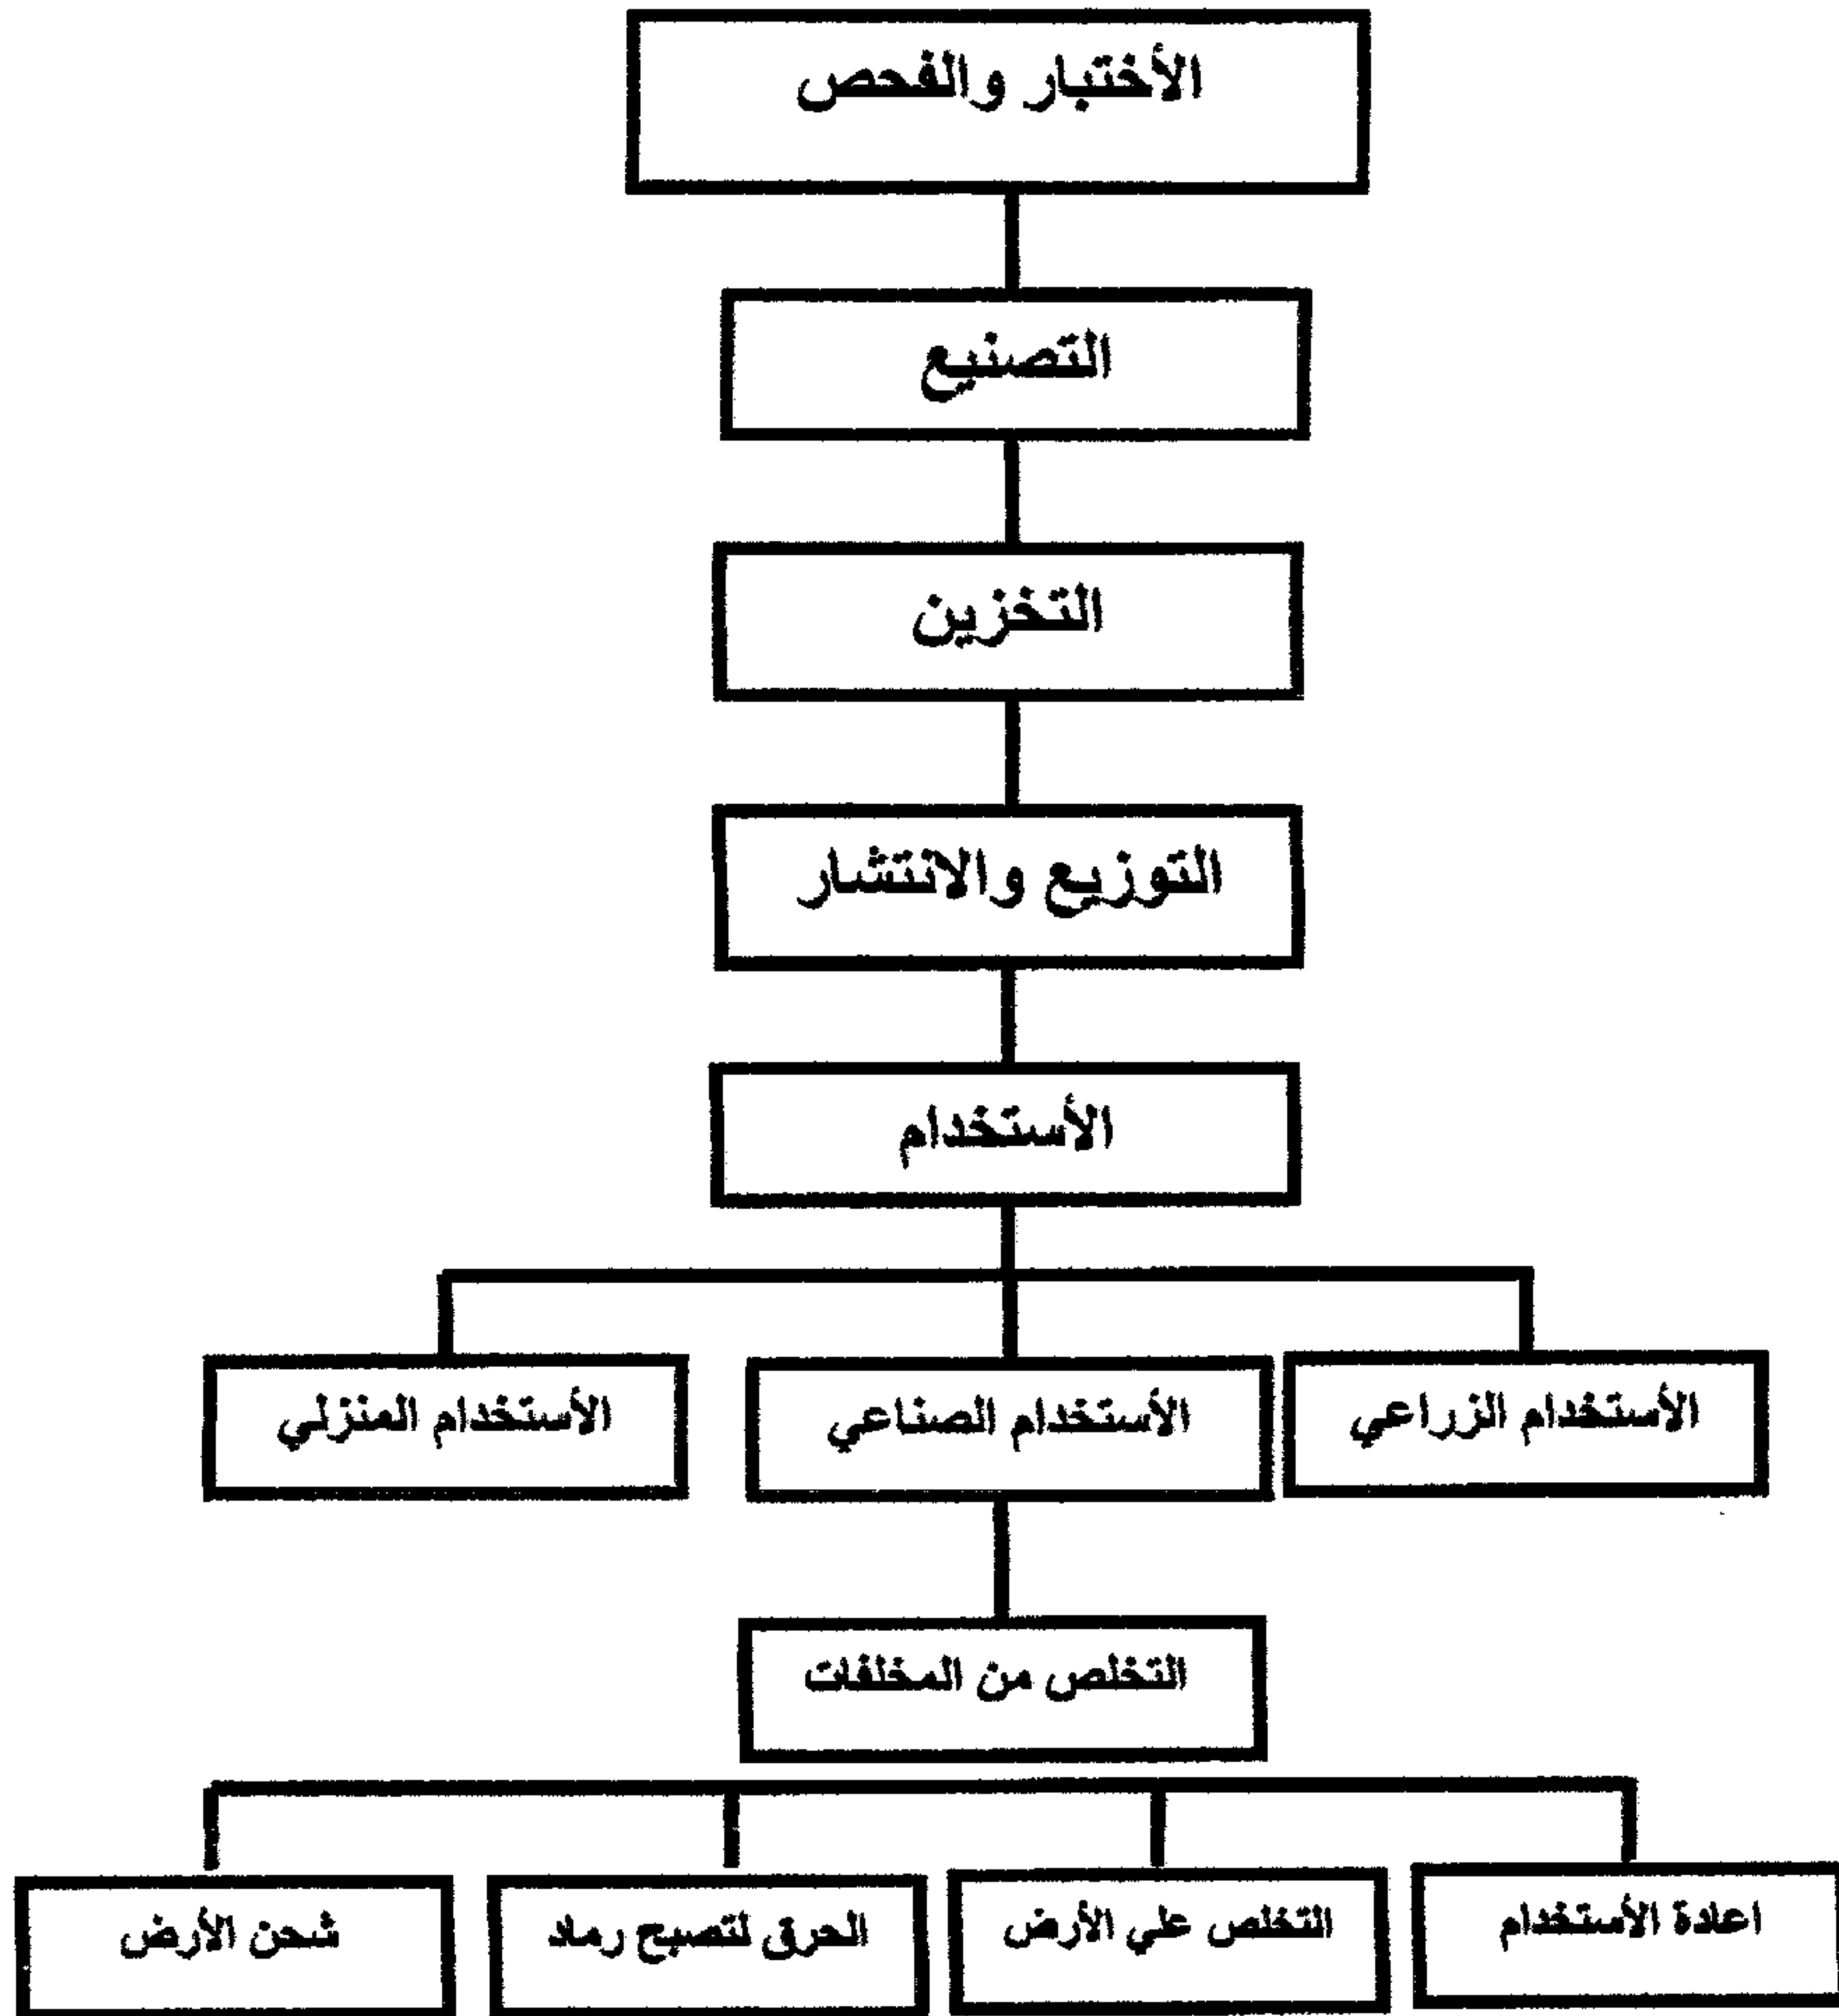 الأختبار والفحص
التصنيع
التخزين
التوزيع والانتشار
الأستخدام
الأستخدام الزراعي
الأستخدام الصناعي
الأستخدام المنزلي
التخلص من المخلفات
اعادة الأستخدام
التخلص علي الأرض
الحرق لتصبح رماد
شحن الأرض